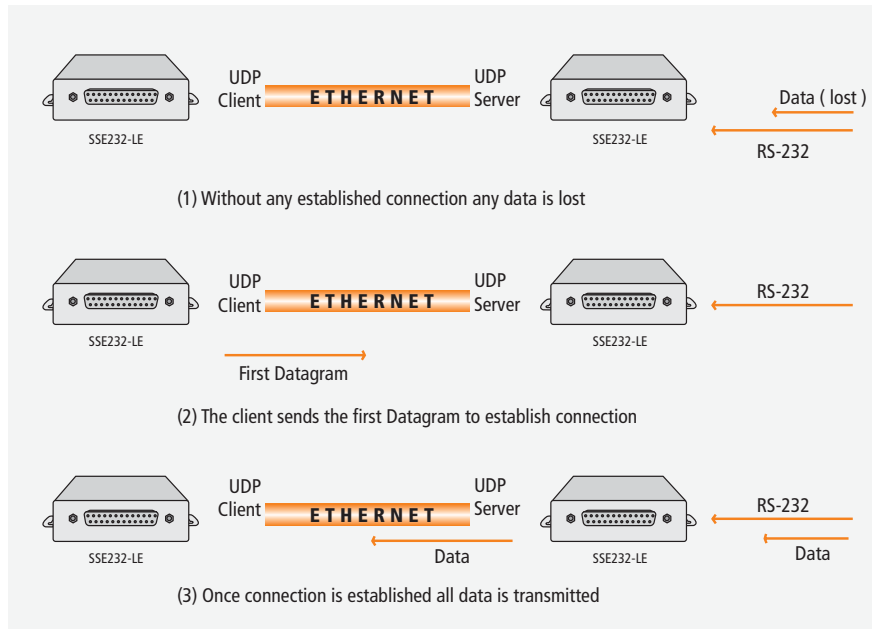 UDP
Client
ETHERNET
UDP
Server
Data ( lost )
RS-232
SSE232-LE
SSE232-LE
(1) Without any established connection any data is lost
UDP
Client
ETHERNET
UDP
Server
RS-232
SSE232-LE
SSE232-LE
First Datagram
(2) The client sends the first Datagram to establish connection
UDP
Client
ETHERNET
UDP
Server
RS-232
SSE232-LE
Data
SSE232-LE
Data
(3) Once connection is established all data is transmitted